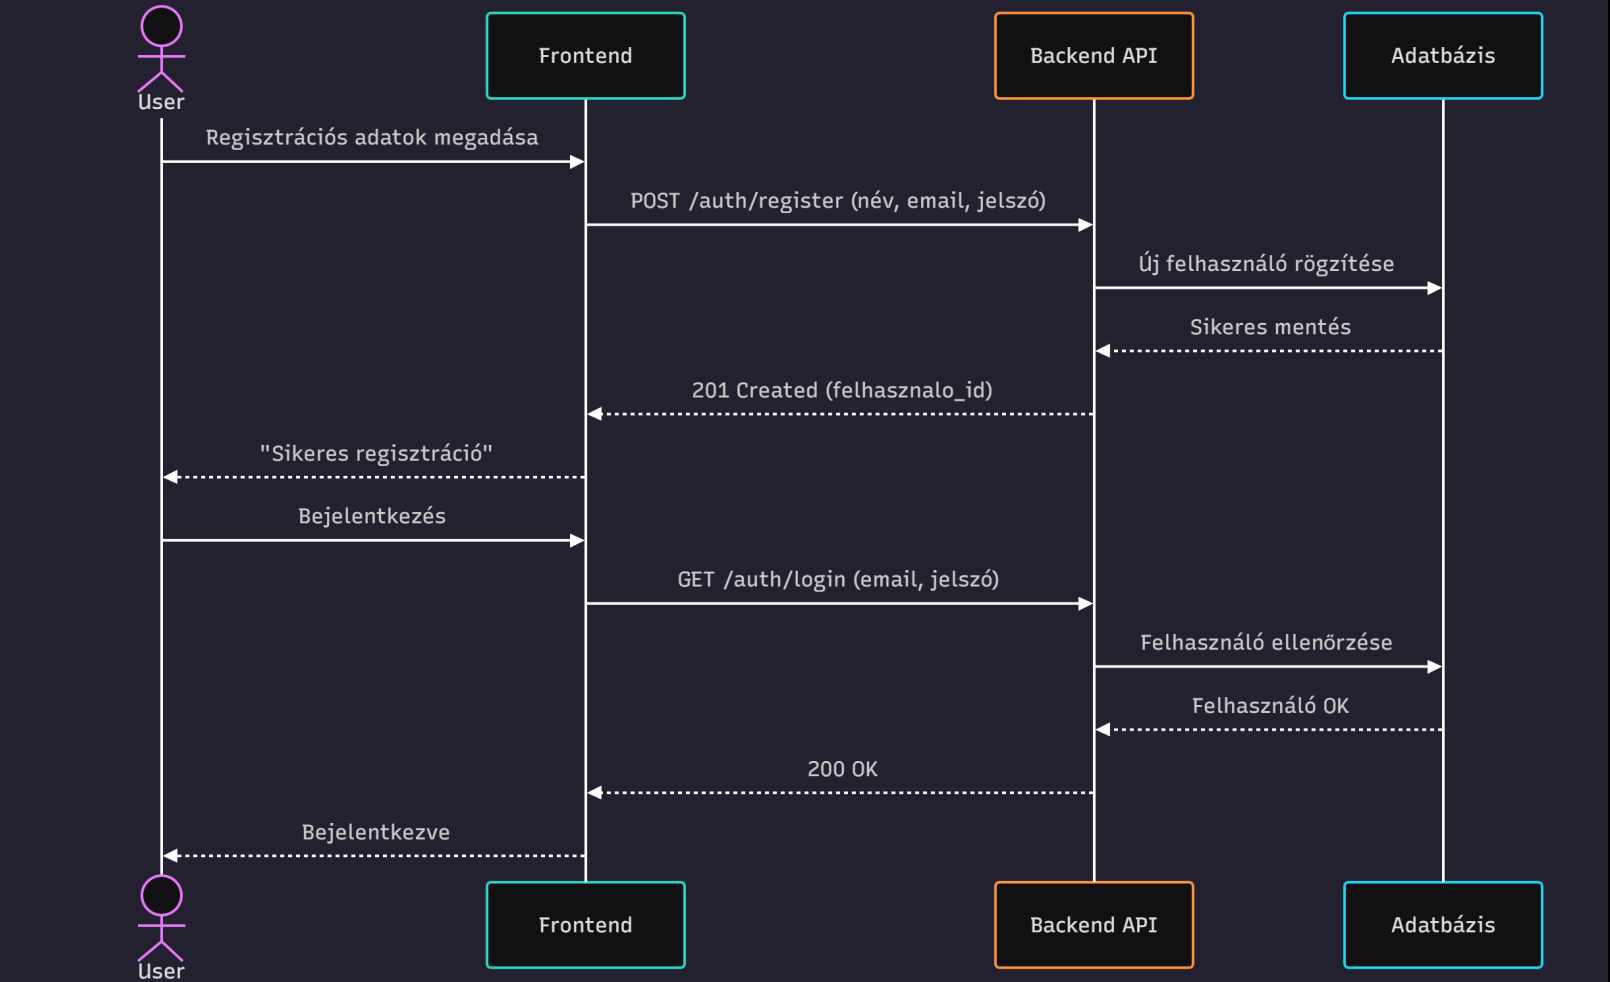 User
Frontend
Backend API
Adatbázis
Regisztrációs adatok megadása
POST /auth/register (név, email, jelszó)
Új felhasználó rögzítése
Sikeres mentés
201 Created (felhasznalo_id)
"Sikeres regisztráció"
Bejelentkezés
GET /auth/login (email, jelszó)
Felhasználó ellenőrzése
Felhasználó OK
200 OK
Bejelentkezve
User
Frontend
Backend API
Adatbázis